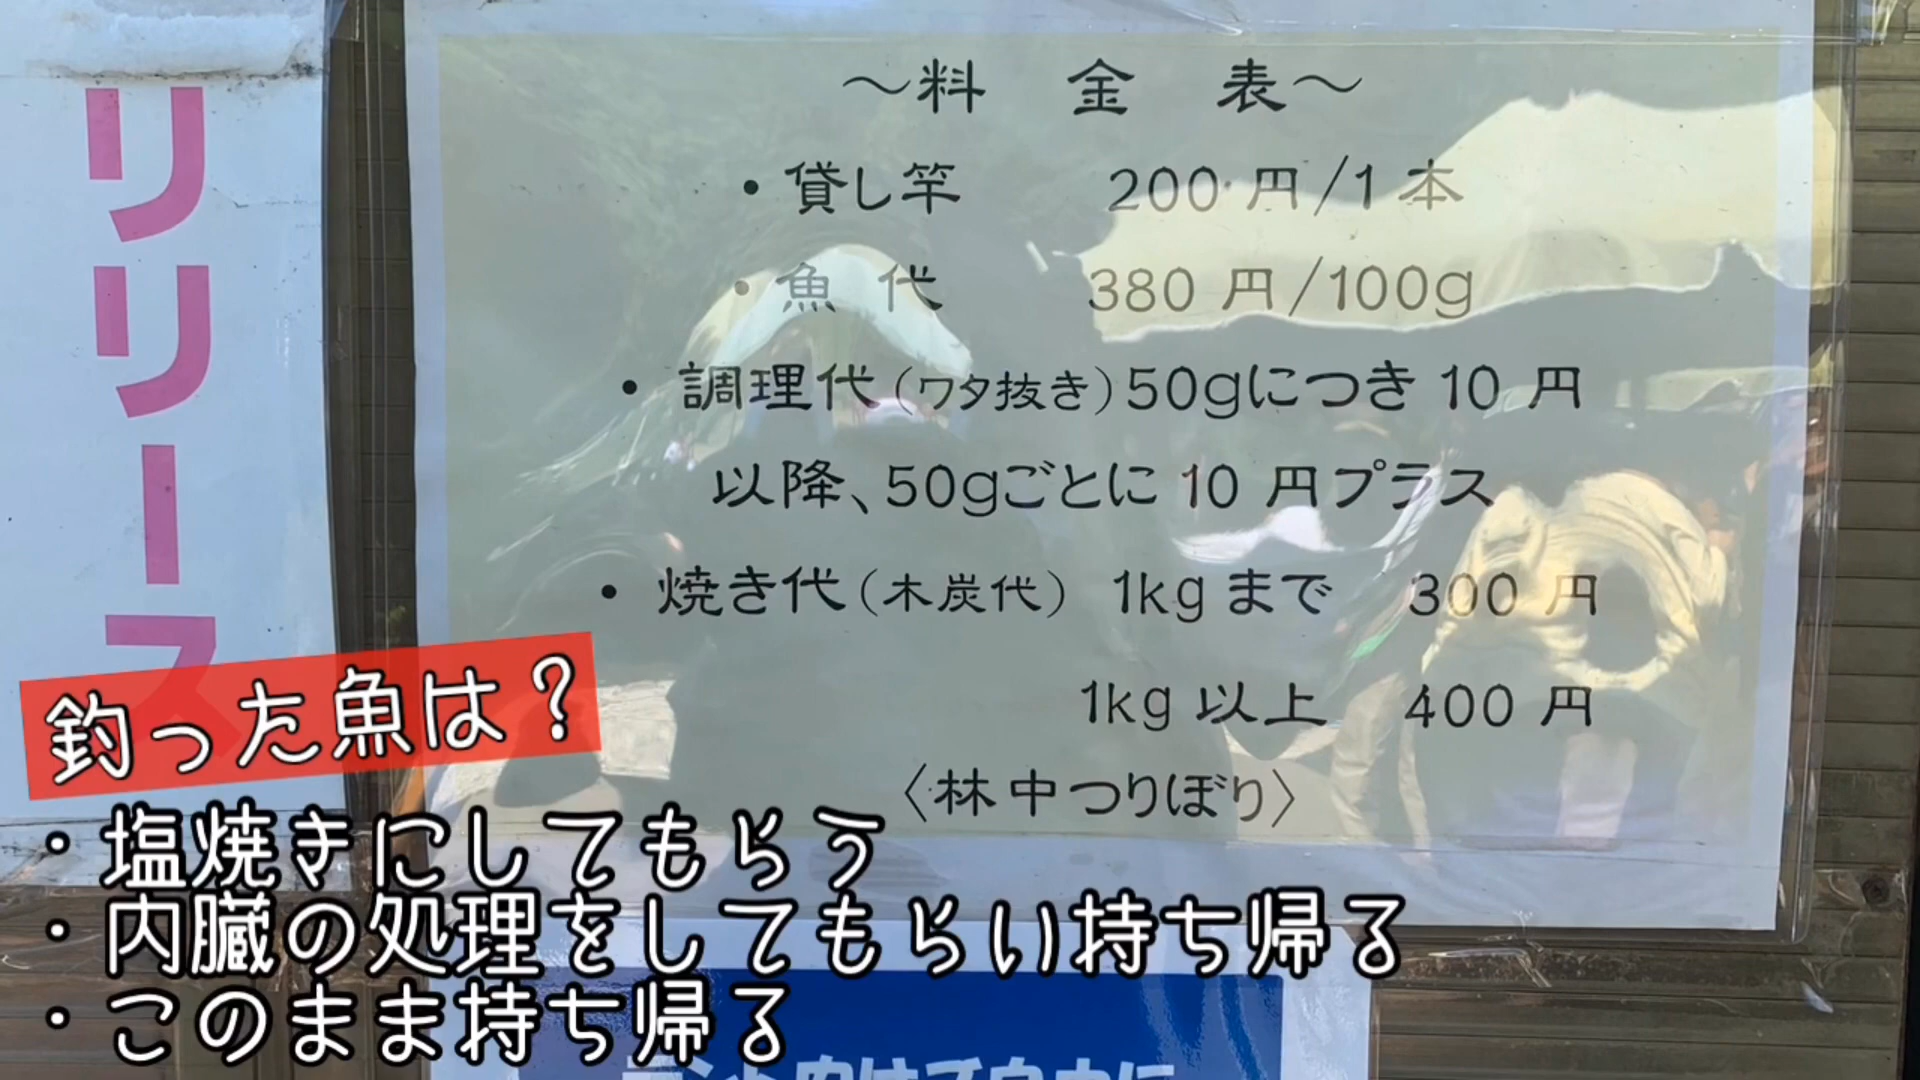 リリース
〜料 金 表〜
・貸し竿 200円/1本
・魚代 380円/100g
・調理代(ワタ抜き)50gにつき10円
以降、50gごとに10円プラス
・焼き代(木炭代) 1kgまで 300円
1kg以上 400円
〈林中つりぼり〉
釣った魚は?
・塩焼きにしてもらう
・内臓の処理をしてもらい持ち帰る
・このまま持ち帰る